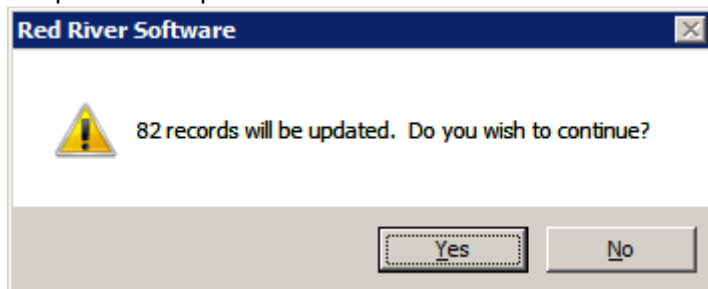 Red River Software
82 records will be updated.  Do you wish to continue?
Yes
No